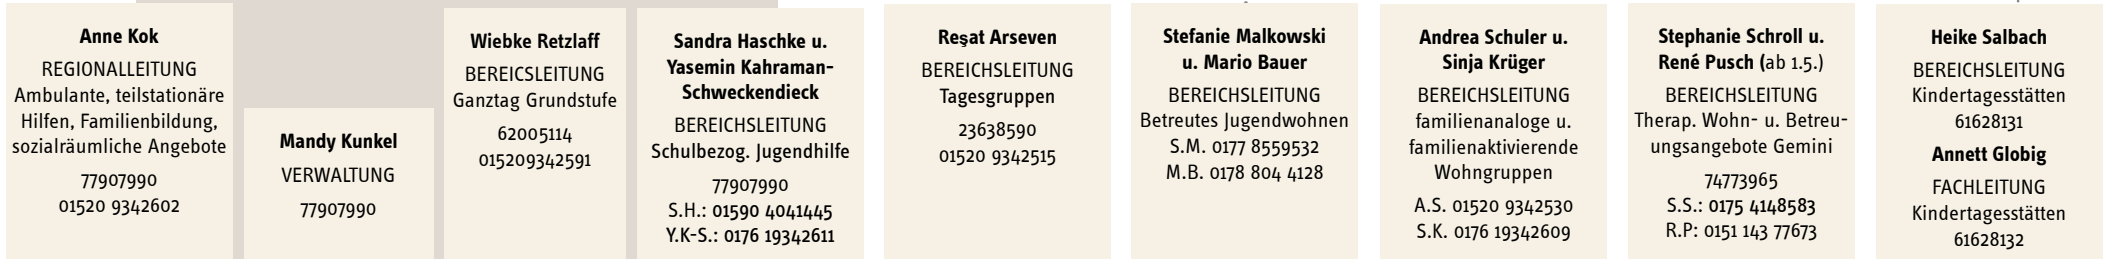 Anne Kok
REGIONALLEITUNG
Ambulante, teilstationäre
Hilfen, Familienbildung,
sozialräumliche Angebote
77907990
01520 9342602
Mandy Kunkel
VERWALTUNG
77907990
Wiebke Retzlaff
BEREICSLEITUNG
Ganztag Grundstufe
62005114
015209342591
Sandra Haschke u.
Yasemin Kahraman-
Schweckendieck
BEREICHSLEITUNG
Schulbezog. Jugendhilfe
77907990
S.H.: 01590 4041445
Y.K-S.: 0176 19342611
Reşat Arseven
BEREICHSLEITUNG
Tagesgruppen
23638590
01520 9342515
Stefanie Malkowski
u. Mario Bauer
BEREICHSLEITUNG
Betreutes Jugendwohnen
S.M. 0177 8559532
M.B. 0178 804 4128
Andrea Schuler u.
Sinja Krüger
BEREICHSLEITUNG
familienanaloge u.
familienaktivierende
Wohngruppen
A.S. 01520 9342530
S.K. 0176 19342609
Stephanie Schroll u.
René Pusch (ab 1.5.)
BEREICHSLEITUNG
Therap. Wohn- u. Betreu-
ungsangebote Gemini
74773965
S.S.: 0175 4148583
R.P: 0151 143 77673
Heike Salbach
BEREICHSLEITUNG
Kindertagesstätten
61628131
Annett Globig
FACHLEITUNG
Kindertagesstätten
61628132